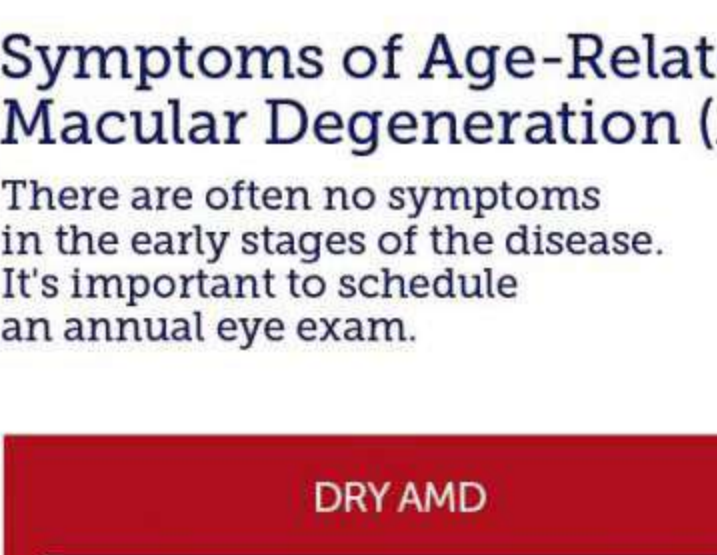 Symptoms of Age-Relat
Macular Degeneration (
There are often no symptoms
in the early stages of the disease.
It's important to schedule
an annual eye exam.
DRY AMD